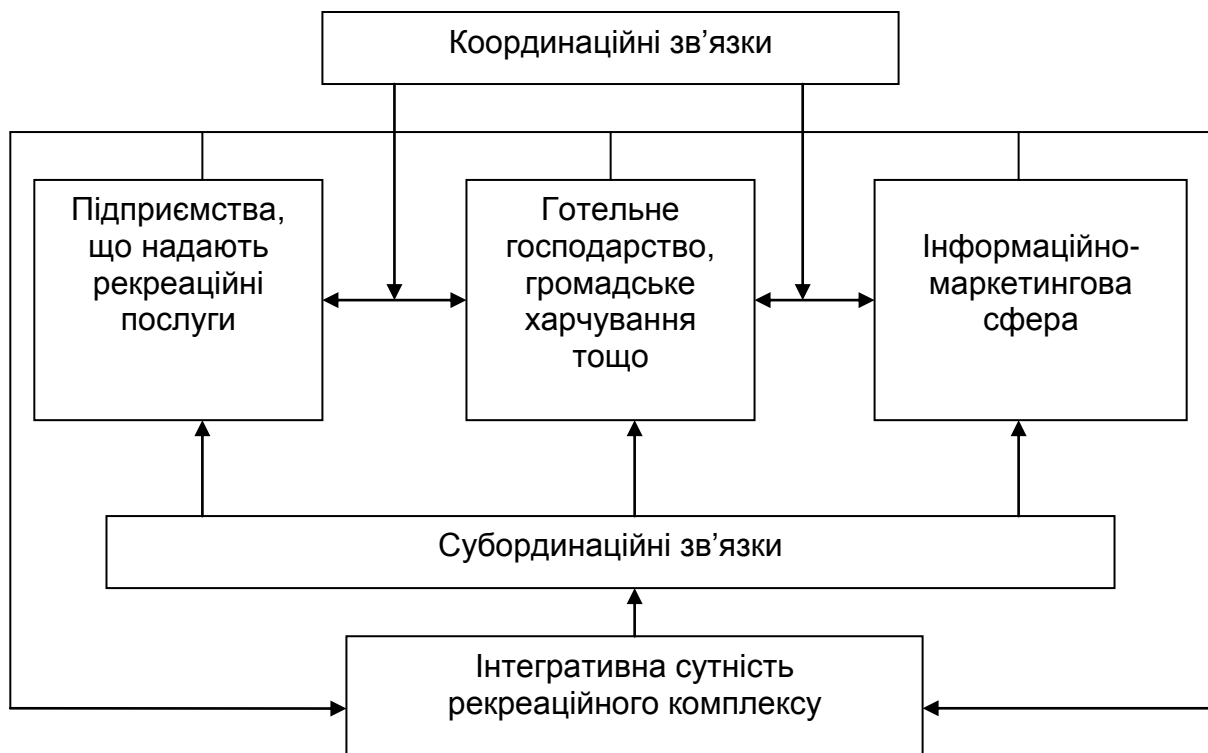 Координаційні зв’язки
Підприємства,
що надають
рекреаційні
послуги
Готельне
господарство,
громадське
харчування
тощо
Інформаційно-
маркетингова
сфера
Субординаційні зв’язки
Інтегративна сутність
рекреаційного комплексу